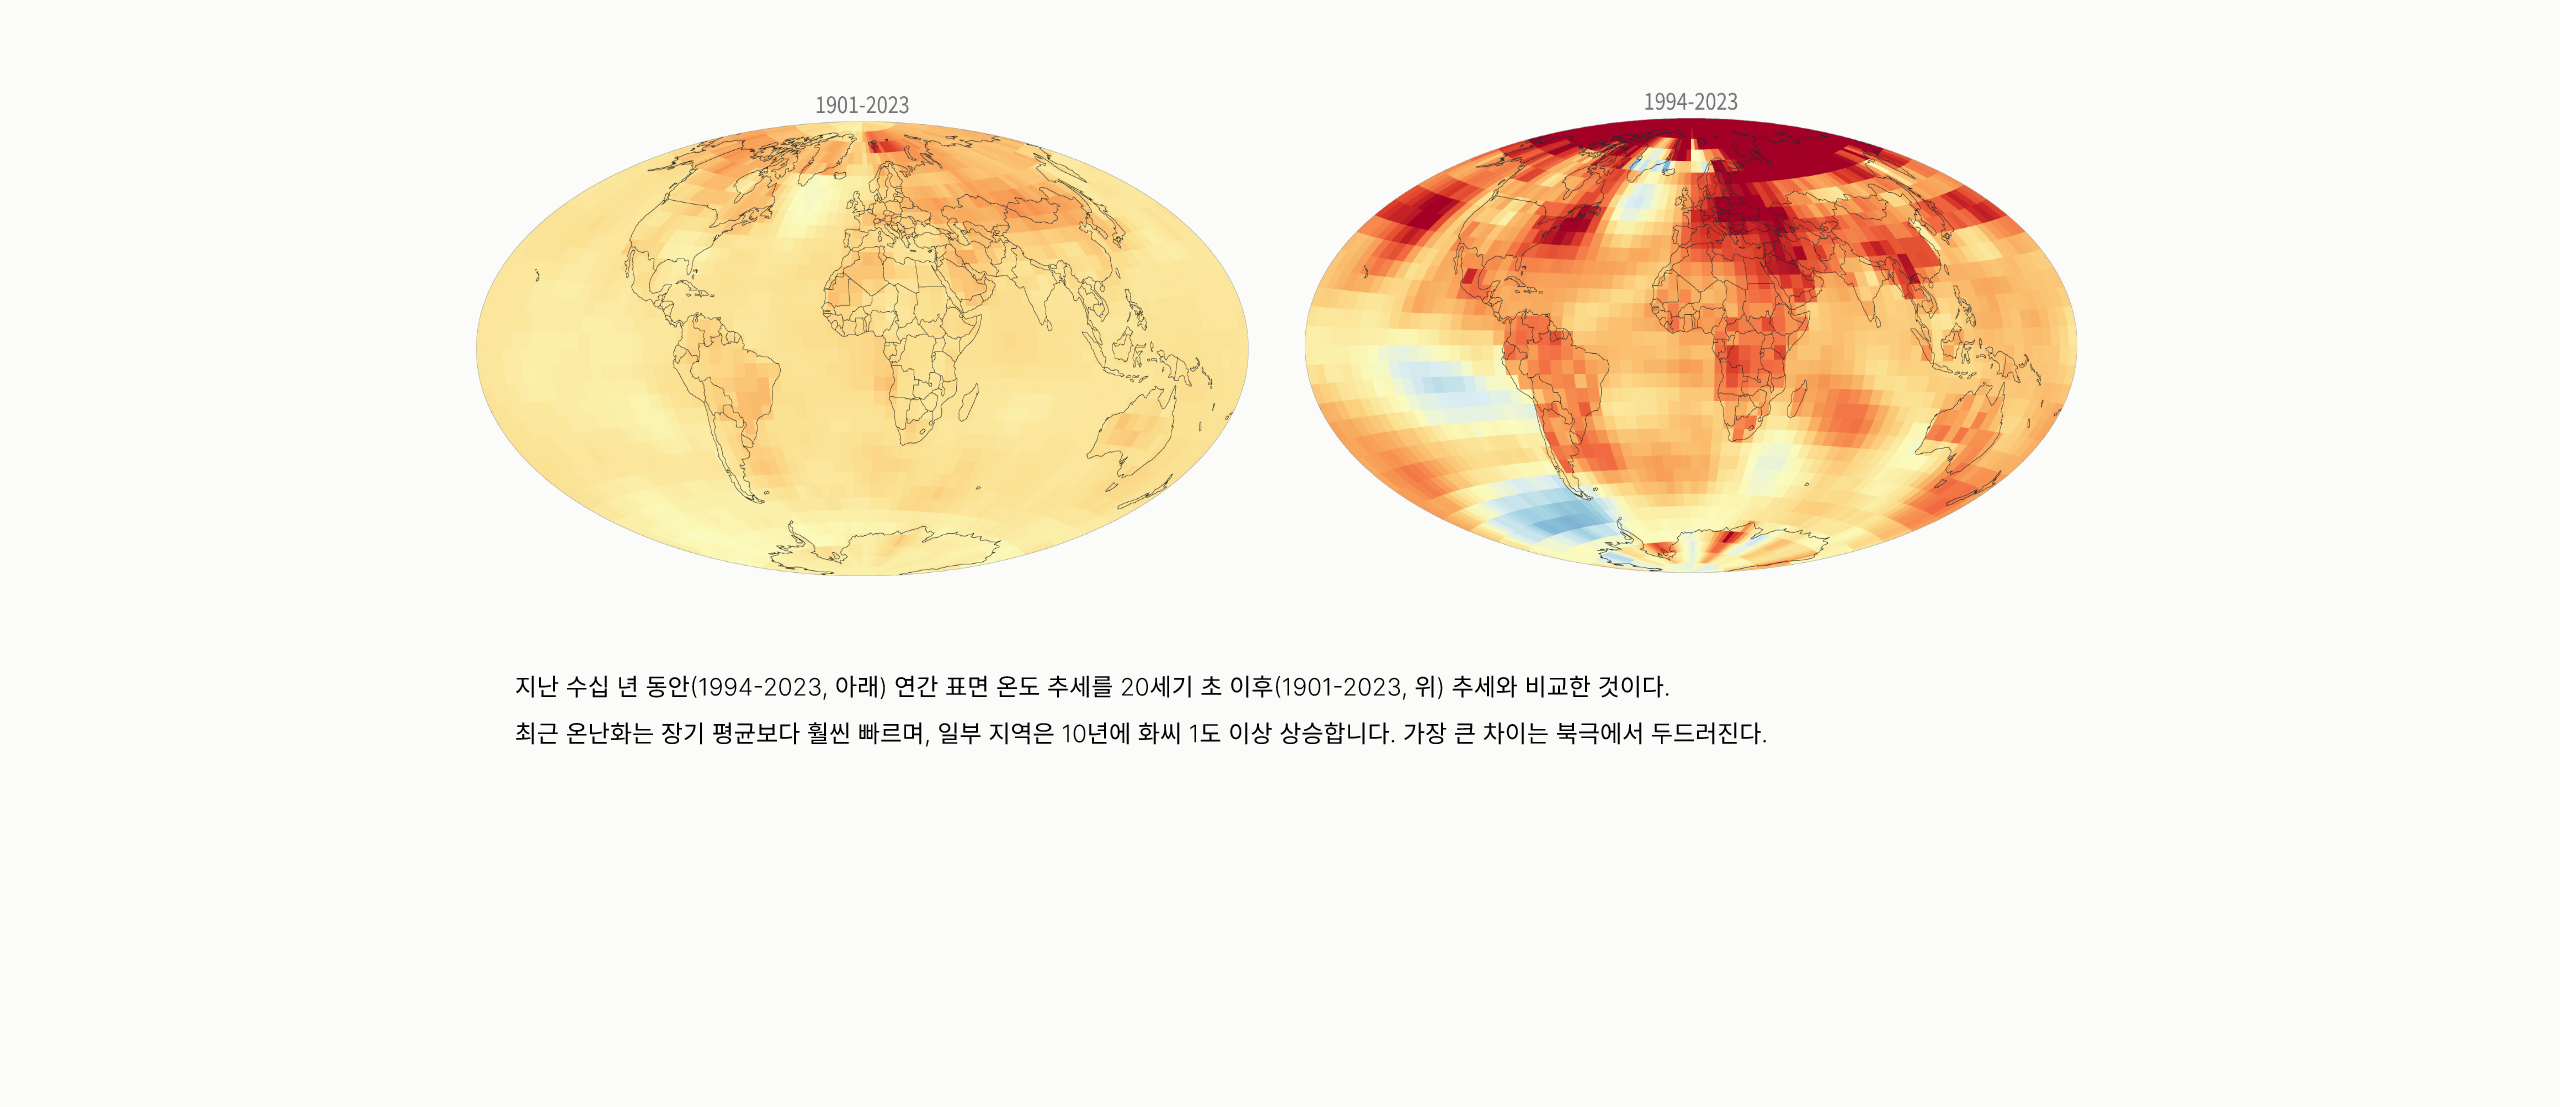 1901-2023
1994-2023
지난 수십 년 동안(1994-2023, 아래) 연간 표면 온도 추세를 20세기 초 이후(1901-2023, 위) 추세와 비교한 것이다.
최근 온난화는 장기 평균보다 훨씬 빠르며, 일부 지역은 10년에 화씨 1도 이상 상승합니다. 가장 큰 차이는 북극에서 두드러진다.